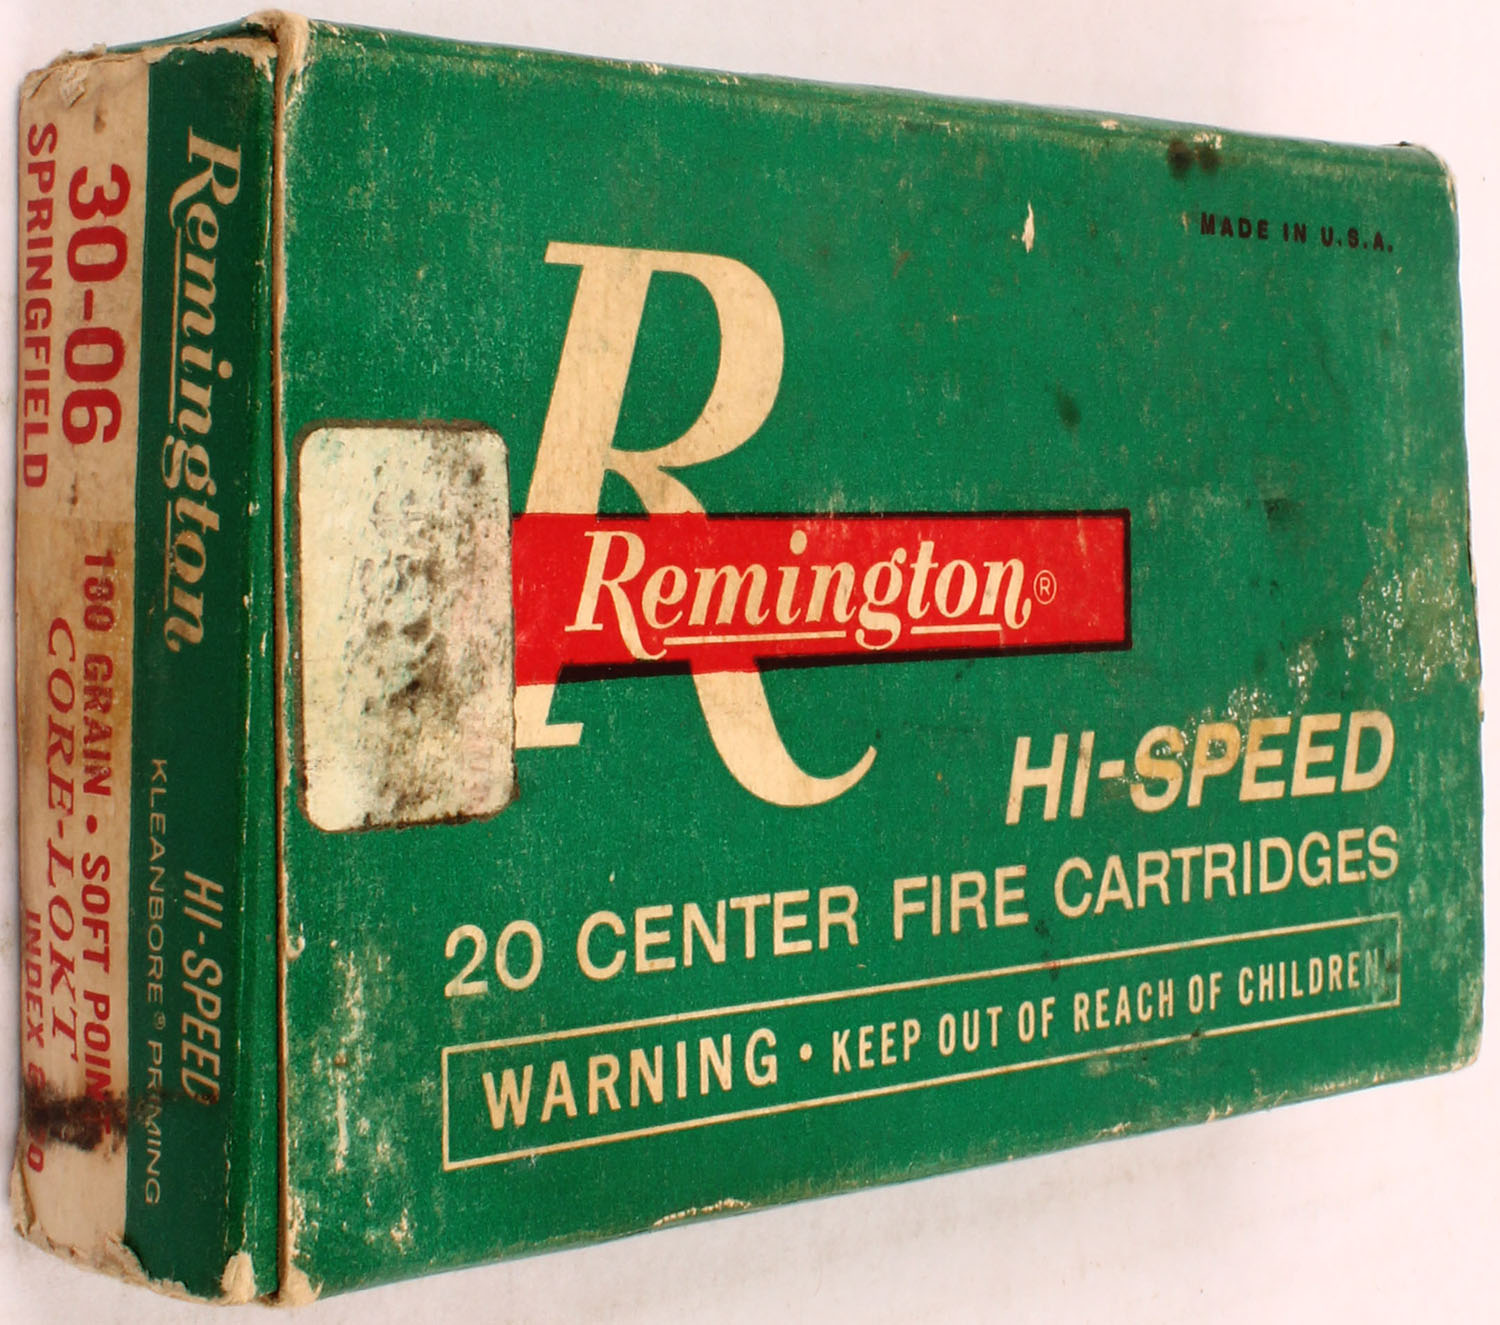 MADE IN U.S.A.
R
Remington®
HI-SPEED
20 CENTER FIRE CARTRIDGES
WARNING • KEEP OUT OF REACH OF CHILDREN
Remington®
HI-SPEED
KLEANBORE® PRIMING
30-06
SPRINGFIELD
180 GRAIN • SOFT POINT
CORE-LOKT
INDEX